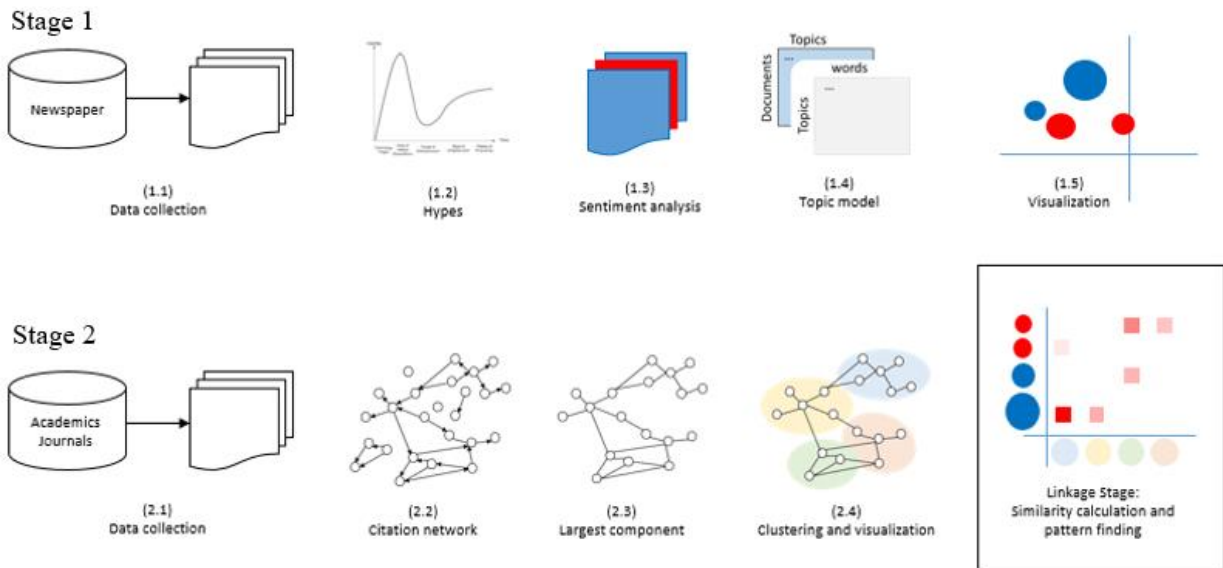 Stage 1
Newspaper
Topics
...
words
Documents
Topics
...
(1.1)
Data collection
(1.2)
Hypes
(1.3)
Sentiment analysis
(1.4)
Topic model
(1.5)
Visualization
Stage 2
Academics
Journals
(2.1)
Data collection
(2.2)
Citation network
(2.3)
Largest component
(2.4)
Clustering and visualization
Linkage Stage:
Similarity calculation and
pattern finding